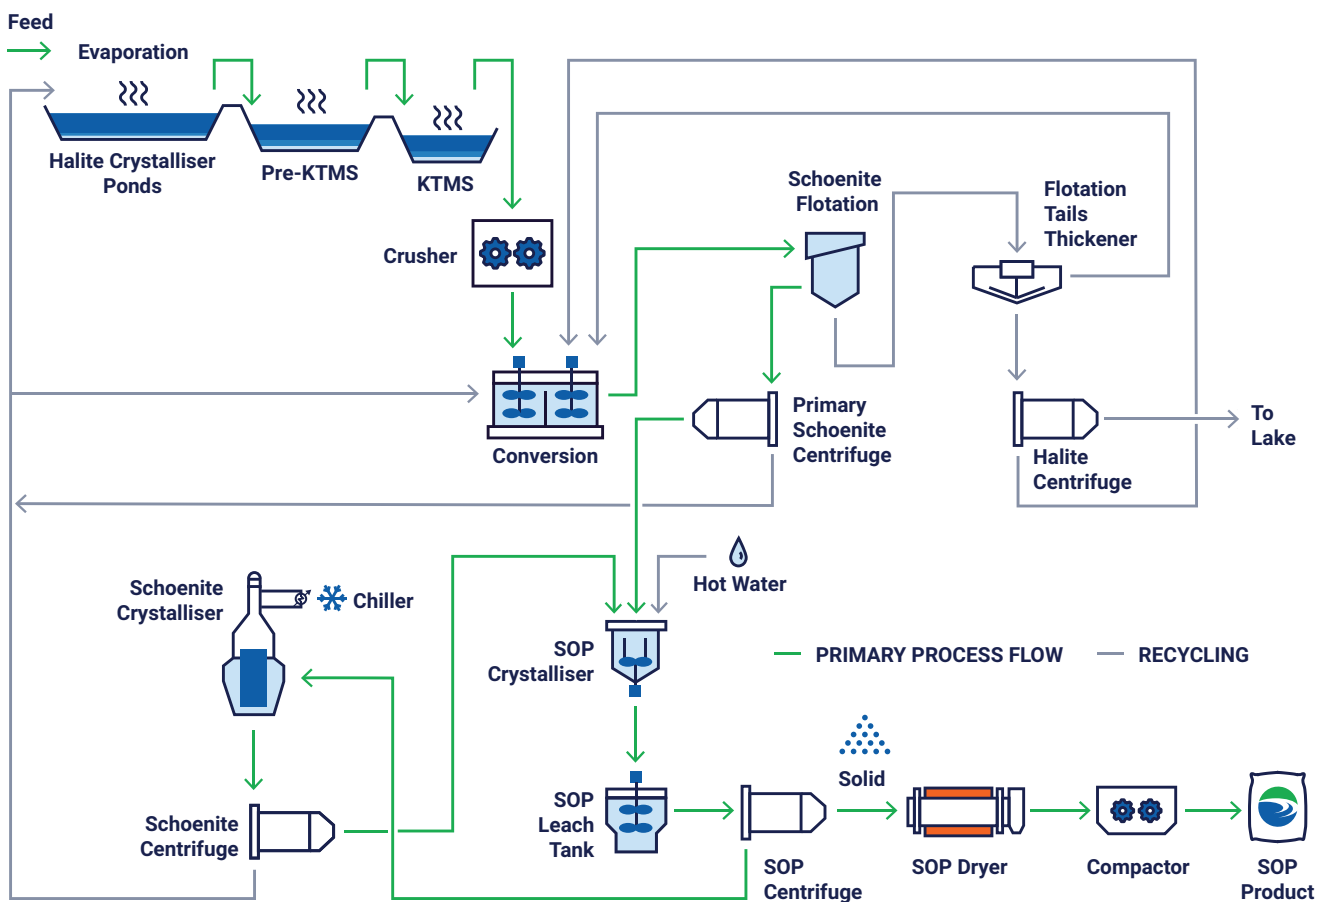 Feed
Evaporation
Halite Crystalliser
Ponds
Pre-KTMS
KTMS
Schoenite
Flotation
Flotation
Tails
Thickener
Crusher
Conversion
Primary
Schoenite
Centrifuge
Halite
Centrifuge
To
Lake
Hot Water
Schoenite
Crystalliser
Chiller
SOP
Crystalliser
PRIMARY PROCESS FLOW
RECYCLING
Solid
SOP
Leach
Tank
Schoenite
Centrifuge
SOP
Centrifuge
SOP Dryer
Compactor
SOP
Product